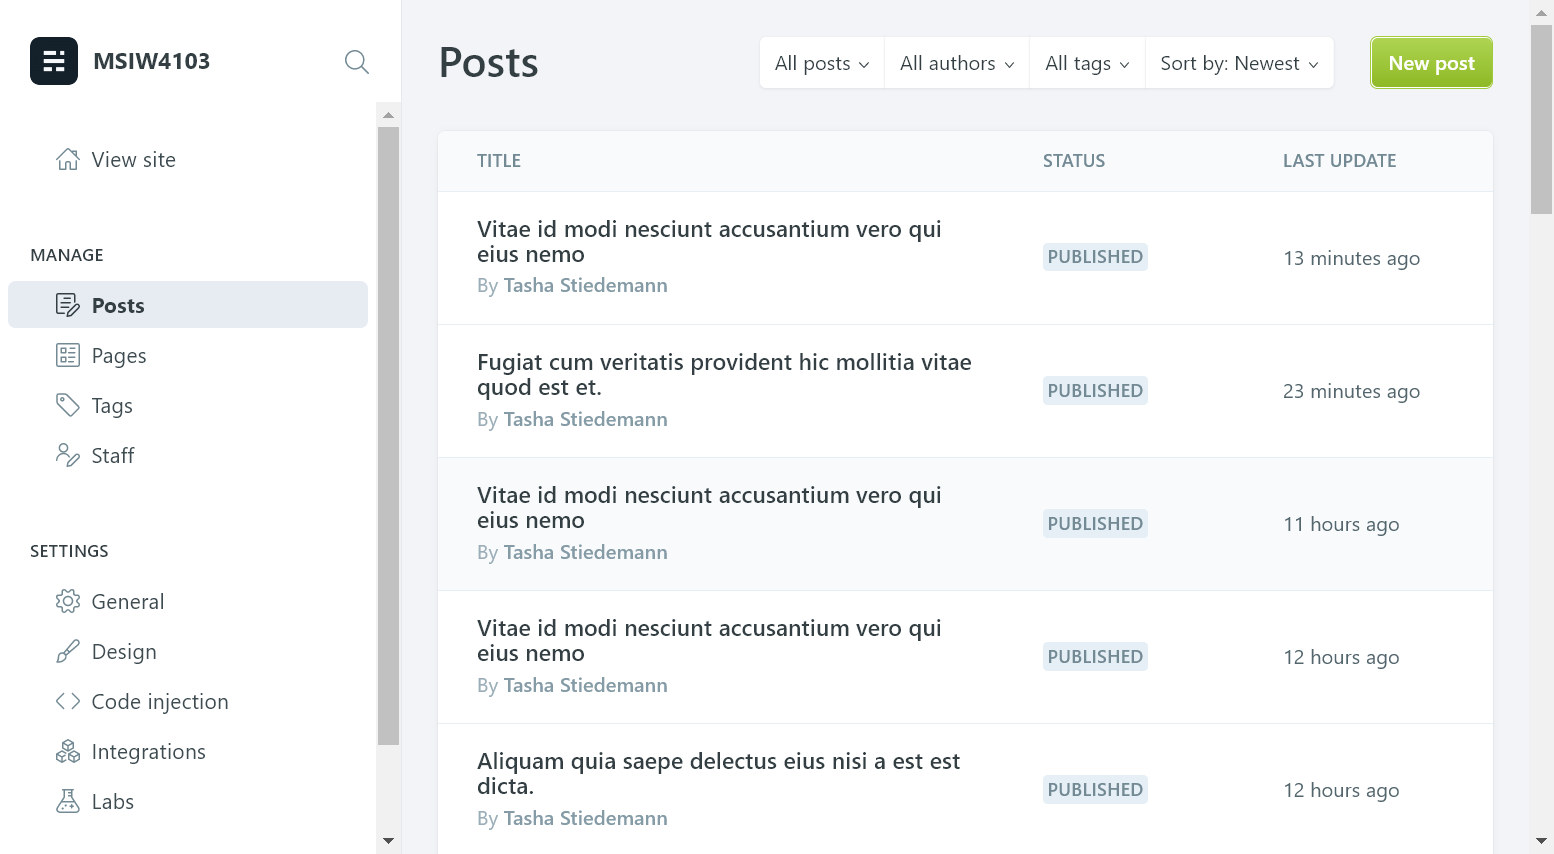 MSIW4103
View site
MANAGE
Posts
Pages
Tags
Staff
SETTINGS
General
Design
Code injection
Integrations
Labs
Posts
All posts
All authors
All tags
Sort by: Newest
New post
TITLE
STATUS
LAST UPDATE
Vitae id modi nesciunt accusantium vero qui
eius nemo
By Tasha Stiedemann
PUBLISHED
13 minutes ago
Fugiat cum veritatis provident hic mollitia vitae
quod est et.
By Tasha Stiedemann
PUBLISHED
23 minutes ago
Vitae id modi nesciunt accusantium vero qui
eius nemo
By Tasha Stiedemann
PUBLISHED
11 hours ago
Vitae id modi nesciunt accusantium vero qui
eius nemo
By Tasha Stiedemann
PUBLISHED
12 hours ago
Aliquam quia saepe delectus eius nisi a est est
dicta.
By Tasha Stiedemann
PUBLISHED
12 hours ago